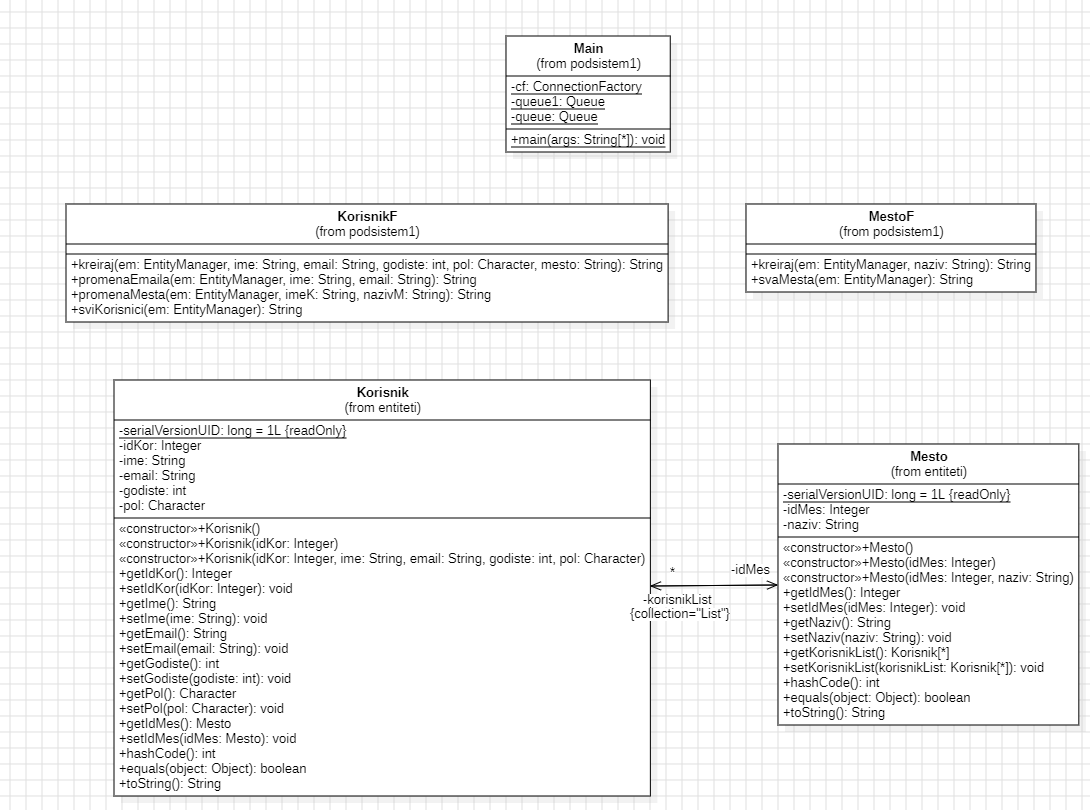 Main
(from podsistem1)
-cf: ConnectionFactory
-queue1: Queue
-queue: Queue
+main(args: String[*]): void
KorisnikF
(from podsistem1)
+kreiraj(em: EntityManager, ime: String, email: String, godiste: int, pol: Character, mesto: String): String
+promenaEmaila(em: EntityManager, ime: String, email: String): String
+promenaMesta(em: EntityManager, imeK: String, nazivM: String): String
+sviKorisnici(em: EntityManager): String
MestoF
(from podsistem1)
+kreiraj(em: EntityManager, naziv: String): String
+svaMesta(em: EntityManager): String
Korisnik
(from entiteti)
-serialVersionUID: long = 1L {readOnly}
-idKor: Integer
-ime: String
-email: String
-godiste: int
-pol: Character
«constructor»+Korisnik()
«constructor»+Korisnik(idKor: Integer)
«constructor»+Korisnik(idKor: Integer, ime: String, email: String, godiste: int, pol: Character)
+getIdKor(): Integer
+setIdKor(idKor: Integer): void
+getIme(): String
+setIme(ime: String): void
+getEmail(): String
+setEmail(email: String): void
+getGodiste(): int
+setGodiste(godiste: int): void
+getPol(): Character
+setPol(pol: Character): void
+getIdMes(): Mesto
+setIdMes(idMes: Mesto): void
+hashCode(): int
+equals(object: Object): boolean
+toString(): String
*
-idMes
-korisnikList
{collection="List"}
Mesto
(from entiteti)
-serialVersionUID: long = 1L {readOnly}
-idMes: Integer
-naziv: String
«constructor»+Mesto()
«constructor»+Mesto(idMes: Integer)
«constructor»+Mesto(idMes: Integer, naziv: String)
+getIdMes(): Integer
+setIdMes(idMes: Integer): void
+getNaziv(): String
+setNaziv(naziv: String): void
+getKorisnikList(): Korisnik[*]
+setKorisnikList(korisnikList: Korisnik[*]): void
+hashCode(): int
+equals(object: Object): boolean
+toString(): String